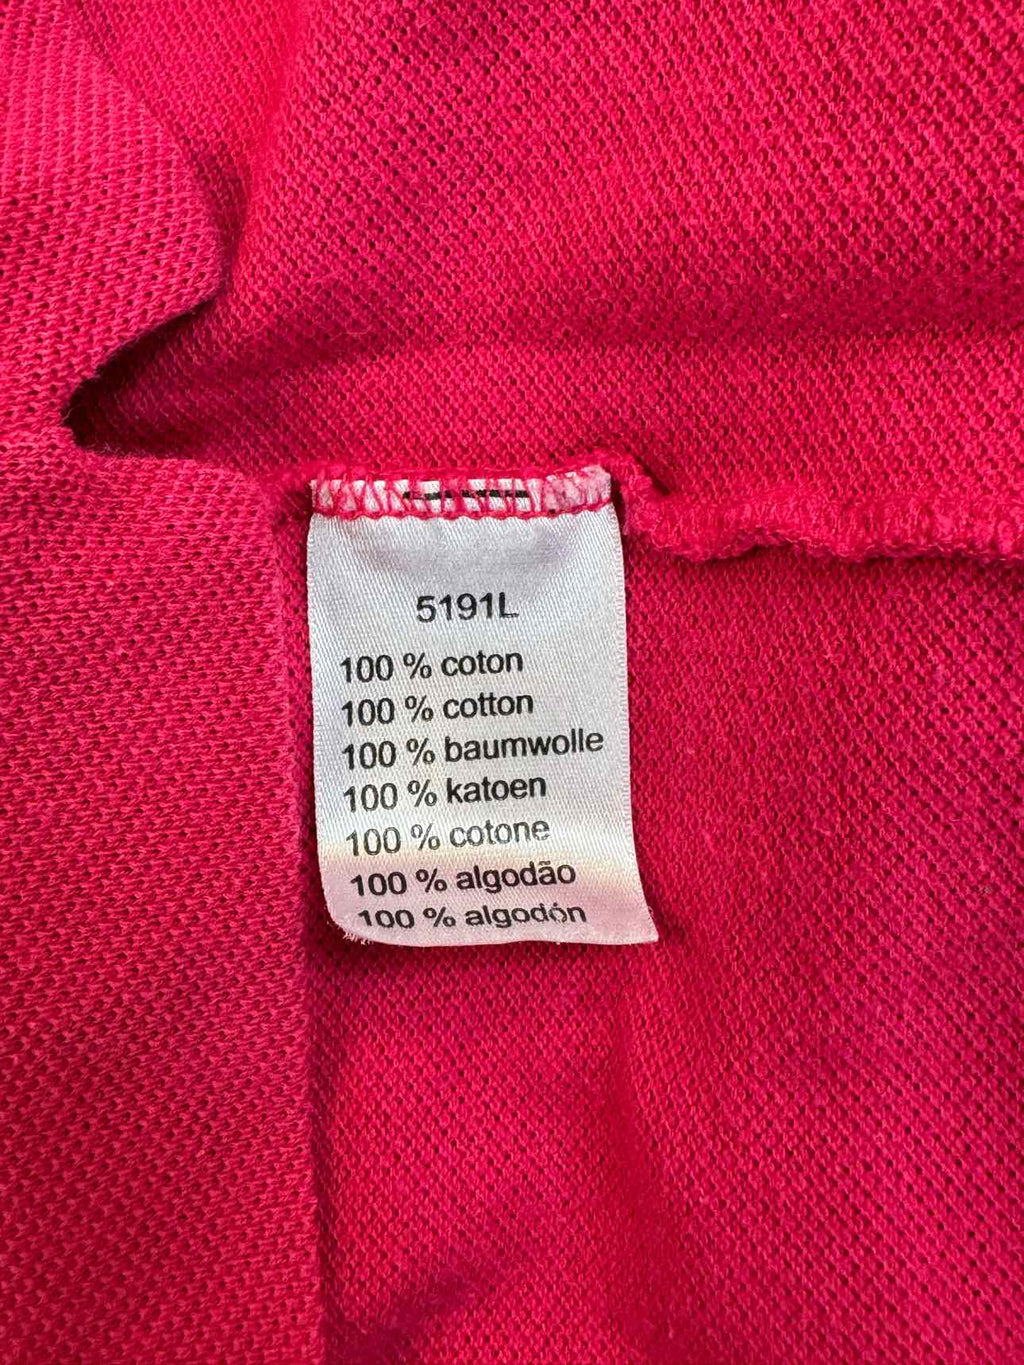 5191L
100 % coton
100 % cotton
100 % baumwolle
100 % katoen
100 % cotone
100 % algodão
100 % algodón